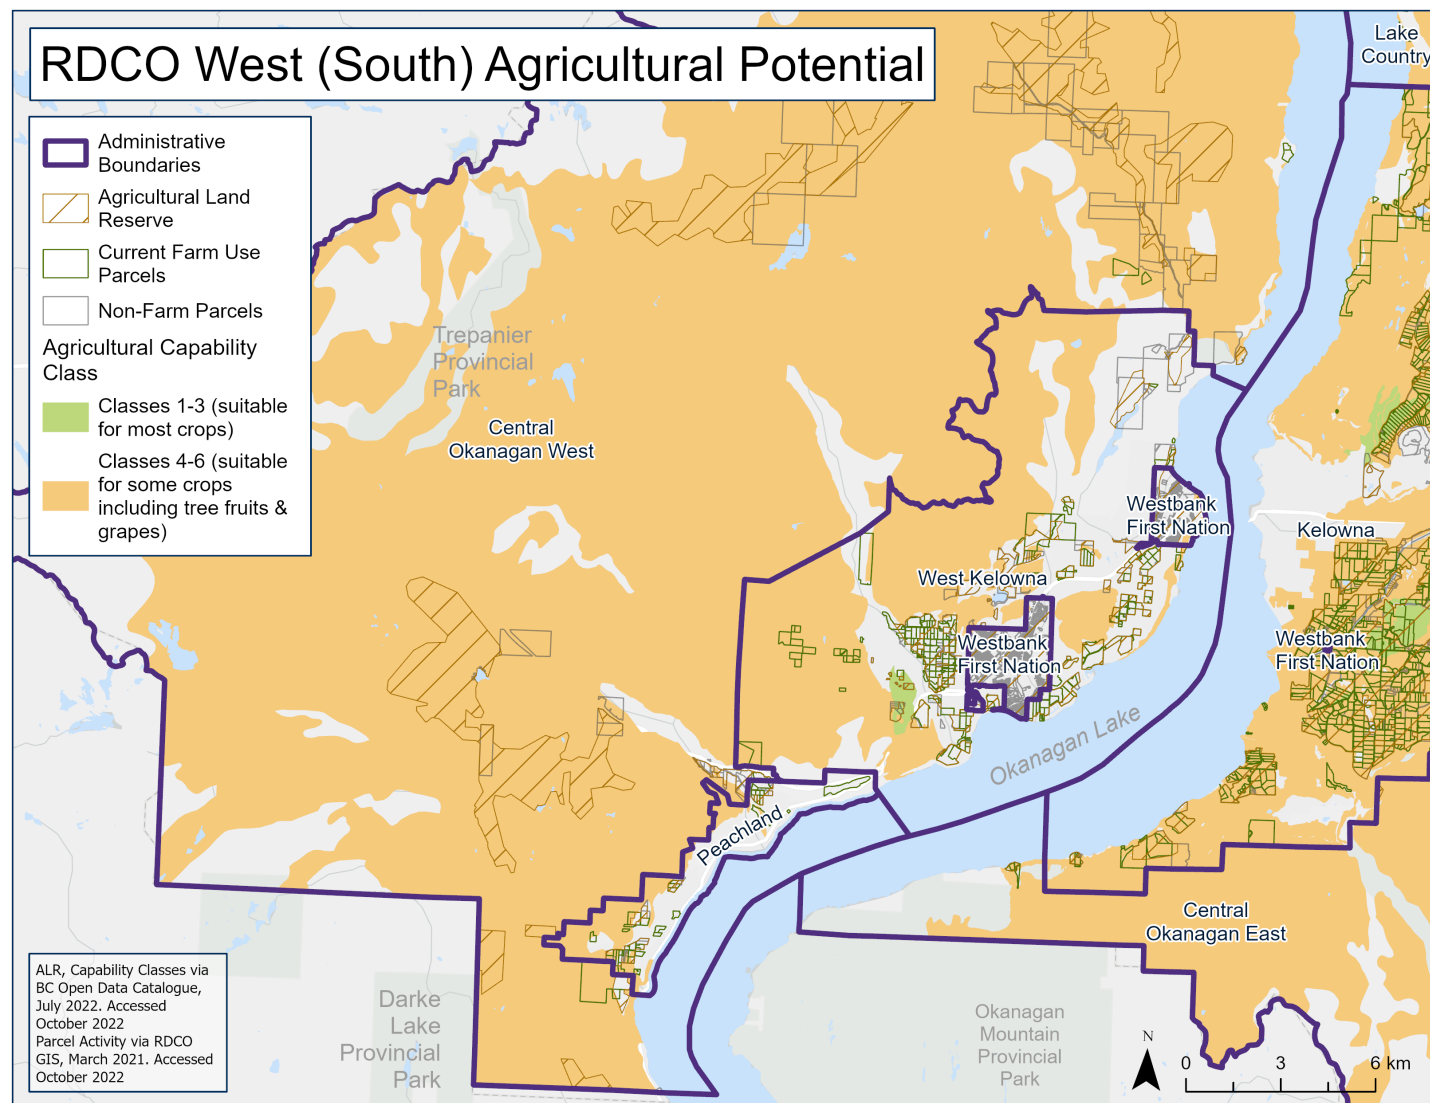 RDCO West (South) Agricultural Potential
Administrative
Boundaries
Agricultural Land
Reserve
Current Farm Use
Parcels
Non-Farm Parcels
Agricultural Capability
Class
Classes 1-3 (suitable
for most crops)
Classes 4-6 (suitable
for some crops
including tree fruits &
grapes)
Lake
Country
Trepanier
Provincial
Park
Central
Okanagan West
Westbank
First Nation
Kelowna
West Kelowna
Westbank
First Nation
Westbank
First Nation
Okanagan Lake
Peachland
Central
Okanagan East
Darke
Lake
Provincial
Park
Okanagan
Mountain
Provincial
Park
ALR, Capability Classes via
BC Open Data Catalogue,
July 2022. Accessed
October 2022
Parcel Activity via RDCO
GIS, March 2021. Accessed
October 2022
N
0 3 6 km